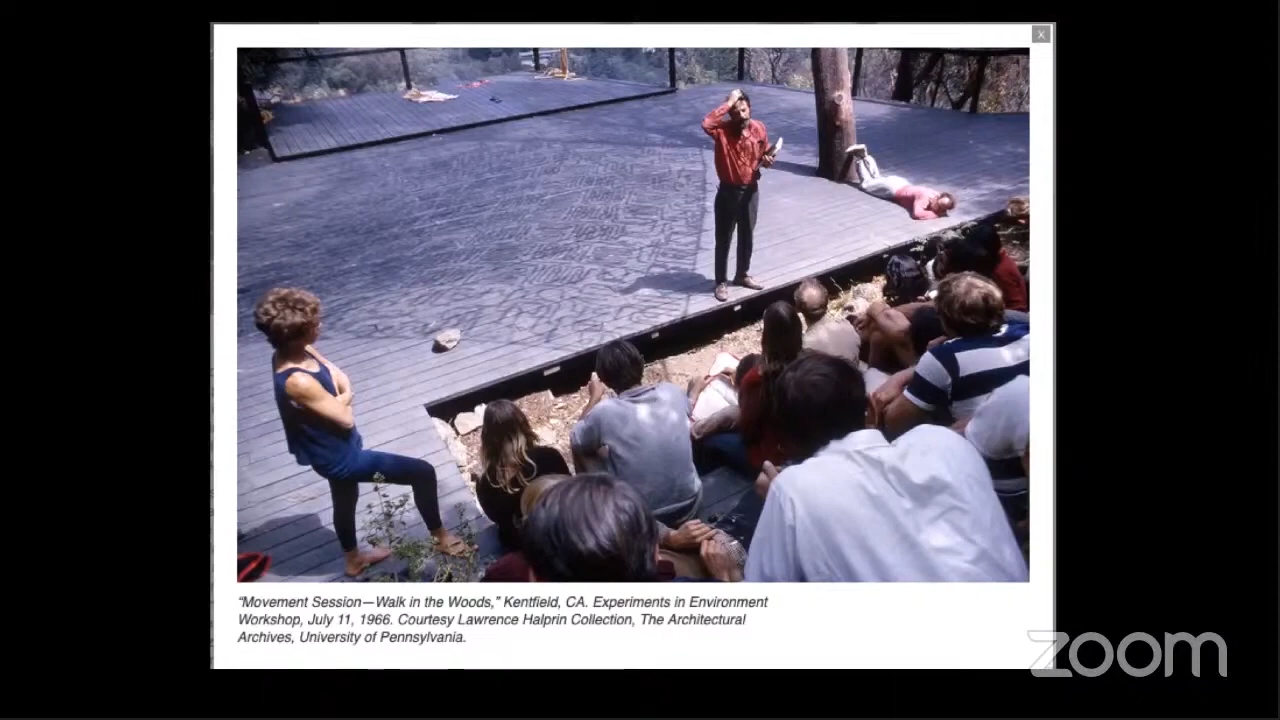 X
“Movement Session—Walk in the Woods,” Kentfield, CA. Experiments in Environment
Workshop, July 11, 1966. Courtesy Lawrence Halprin Collection, The Architectural
Archives, University of Pennsylvania.
zoom